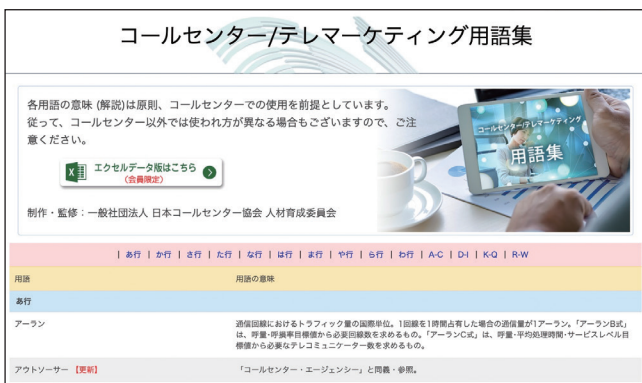 コールセンター/テレマーケティング用語集
各用語の意味 (解説)は原則、コールセンターでの使用を前提としています。
従って、コールセンター以外では使われ方が異なる場合もございますので、ご注
意ください。
コールセンター/テレマーケティング
用語集
エクセルデータ版はこちら
(会員限定)
制作・監修：一般社団法人 日本コールセンター協会 人材育成委員会
| あ行 | か行 | さ行 | た行 | な行 | は行 | ま行 | や行 | ら行 | わ行 | A-C | D-I | K-Q | R-W
用語 用語の意味
あ行
アーラン 通信回線におけるトラフィック量の国際単位。1回線を1時間占有した場合の通信量が1アーラン。「アーランB式」
は、呼量・呼損率目標値から必要回線数を求めるもの。「アーランC式」は、呼量・平均処理時間・サービスレベル目
標値から必要なテレコミュニケーター数を求めるもの。
アウトソーサー 【更新】 「コールセンター・エージェンシー」と同義・参照。